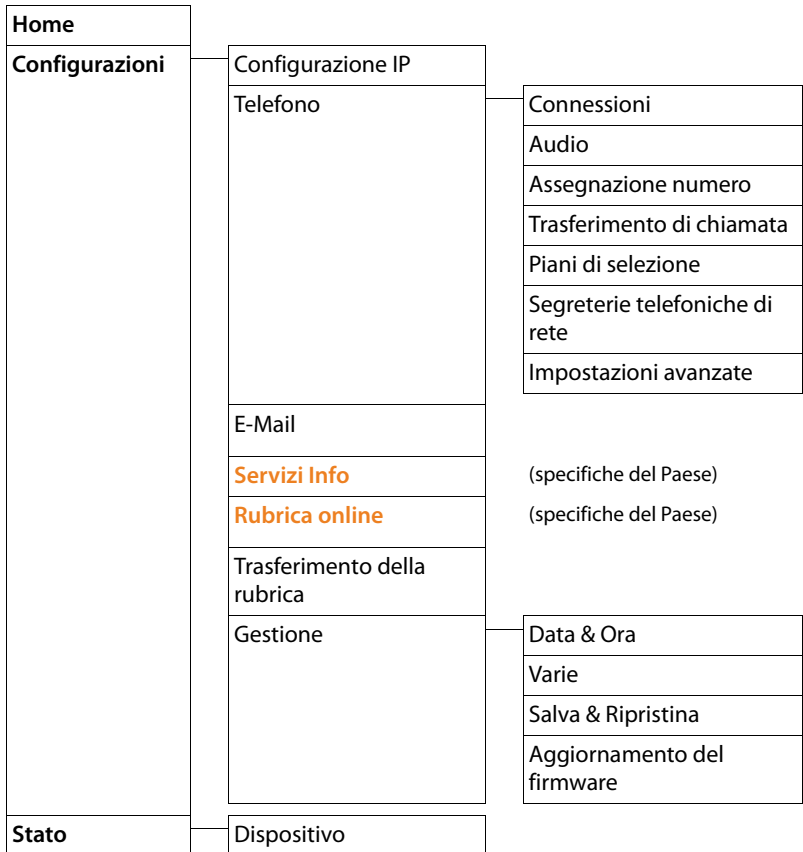 Home
Configurazioni
Configurazione IP
Telefono
Connessioni
Audio
Assegnazione numero
Trasferimento di chiamata
Piani di selezione
Segreterie telefoniche di
rete
Impostazioni avanzate
E-Mail
Servizi Info
(specifiche del Paese)
Rubrica online
(specifiche del Paese)
Trasferimento della
rubrica
Gestione
Data & Ora
Varie
Salva & Ripristina
Aggiornamento del
firmware
Stato
Dispositivo